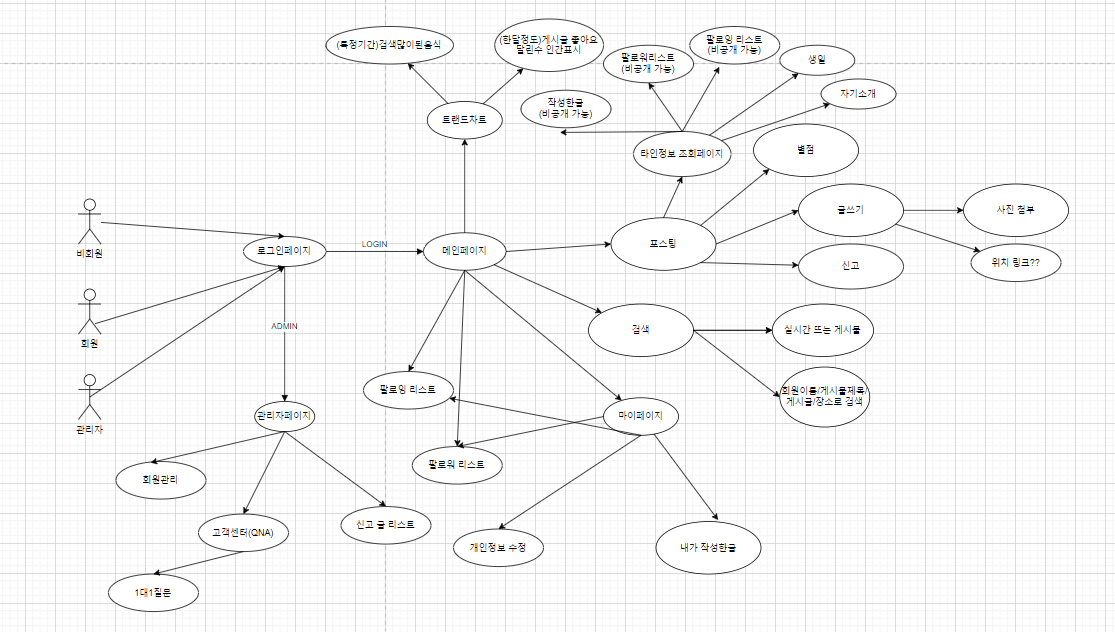 (특정기간)검색많이된음식
(한달정도)게시글 좋아요
달린수 인간표시
팔로워리스트
(비공개 가능)
팔로잉 리스트
(비공개 가능)
생일
자기소개
작성한글
(비공개 가능)
트랜드차트
타인정보 조회페이지
별점
글쓰기
사진 첨부
비회원
로그인페이지
LOGIN
메인페이지
포스팅
신고
위치 링크??
회원
ADMIN
검색
실시간 뜨는 게시물
팔로잉 리스트
회원이름/게시물제목/
게시글/장소로 검색
관리자
관리자페이지
마이페이지
팔로워 리스트
회원관리
고객센터(QNA)
신고 글 리스트
개인정보 수정
내가 작성한글
1대1질문